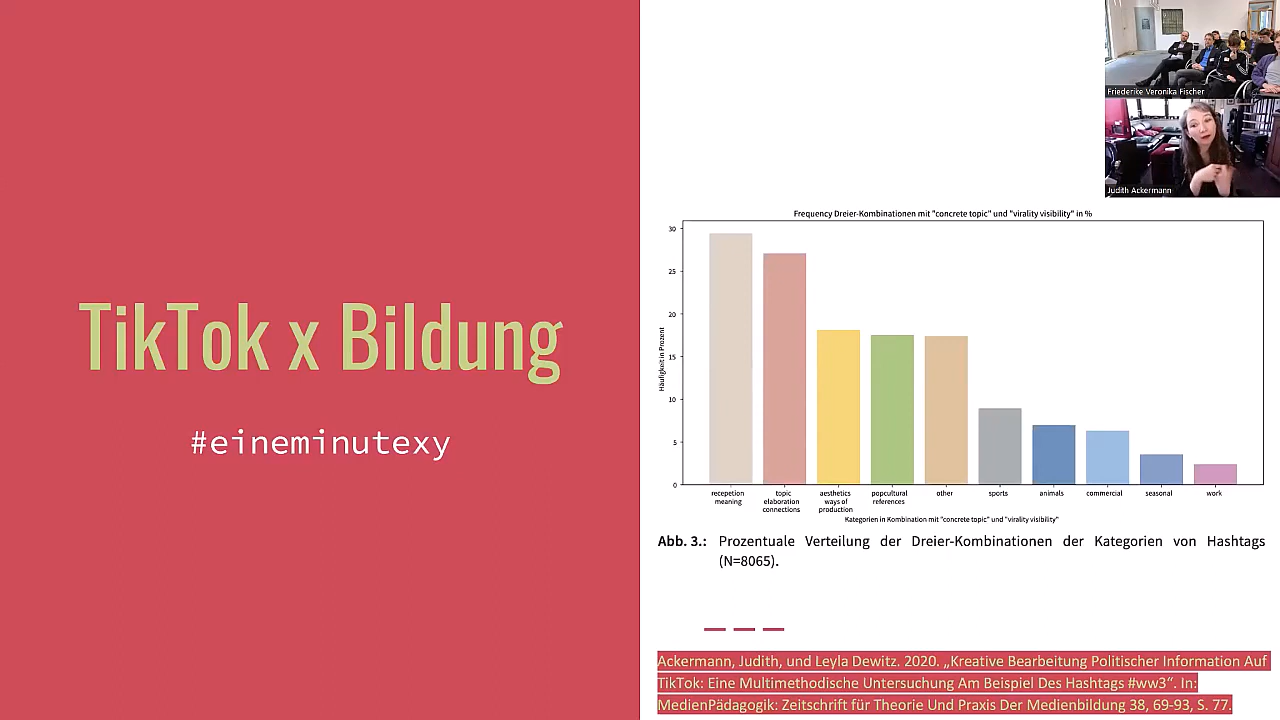 TikTok x Bildung
#eineminutexy
Friederike Veronika Fischer
Judith Ackermann
Frequency Dreier-Kombinationen mit "concrete topic" und "virality visibility" in %
Häufigkeit in Prozent
30
25
20
15
10
5
0
recepetion meaning
topic elaboration connections
aesthetics ways of production
popcultural references
other
sports
animals
commercial
seasonal
work
Kategorien in Kombination mit "concrete topic" und "virality visibility"
Abb. 3.: Prozentuale Verteilung der Dreier-Kombinationen der Kategorien von Hashtags
(N=8065).
Ackermann, Judith, und Leyla Dewitz. 2020. „Kreative Bearbeitung Politischer Information Auf
TikTok: Eine Multimethodische Untersuchung Am Beispiel Des Hashtags #ww3“. In:
MedienPädagogik: Zeitschrift für Theorie Und Praxis Der Medienbildung 38, 69-93, S. 77.